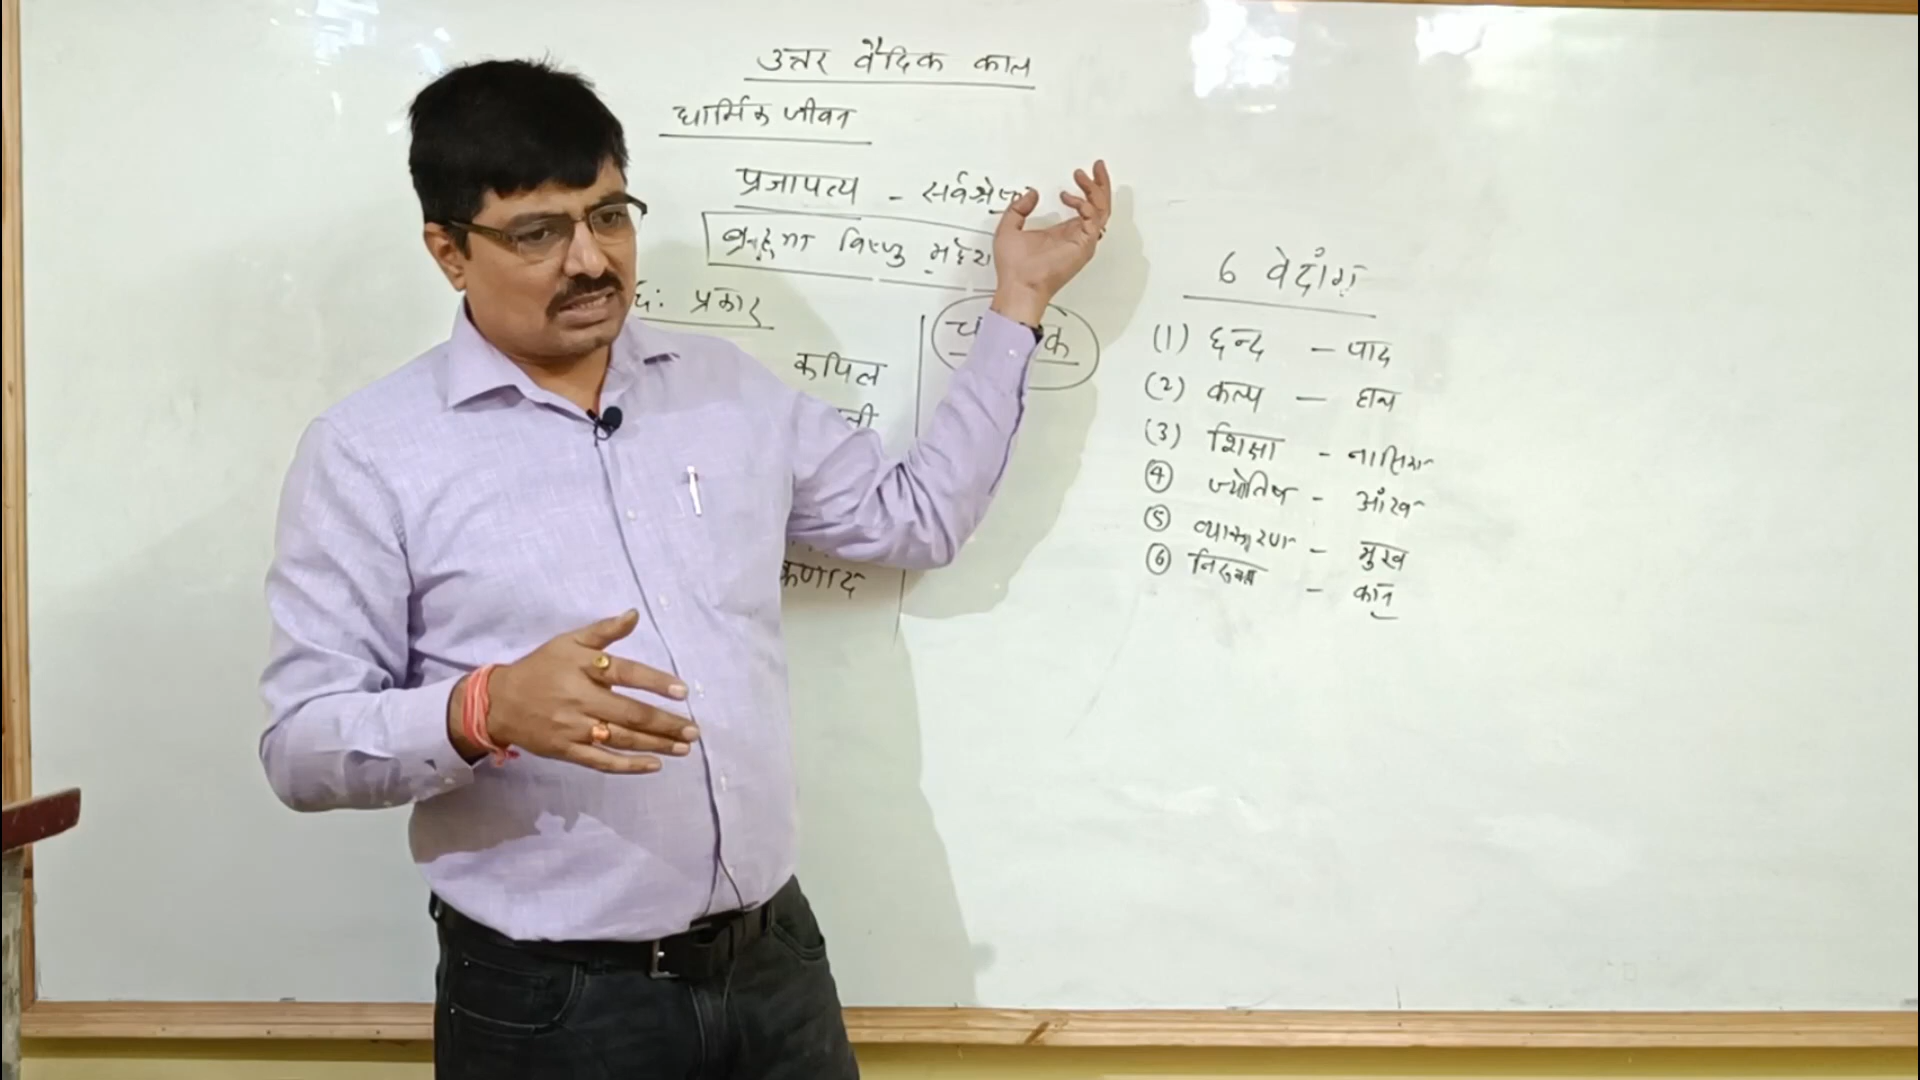 उत्तर वैदिक काल
धार्मिक जीवन
प्रजापत्य - सर्वश्रेष्ठ
ब्रह्मा विष्णु महेश
प्रकार
कपिल
कणाद
6 वेदांग
(1) छन्द - पाद
(2) कल्प - हाथ
(3) शिक्षा - नासिका
④ ज्योतिष - आँख
⑤ व्याकरण - मुख
⑥ निरुक्त - कान